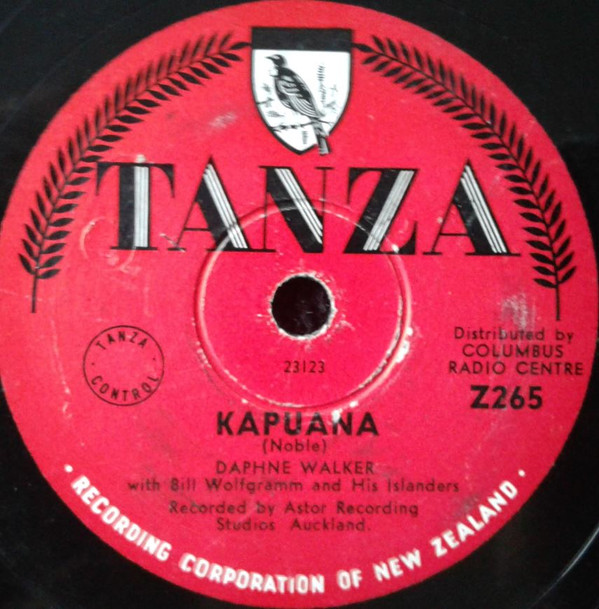 TANZA
TANZA
CONTROL
23123
Distributed by
COLUMBUS
RADIO CENTRE
Z265
KAPUANA
(Noble)
DAPHNE WALKER
with Bill Wolfgramm and His Islanders
Recorded by Astor Recording
Studios Auckland.
• RECORDING CORPORATION OF NEW ZEALAND •